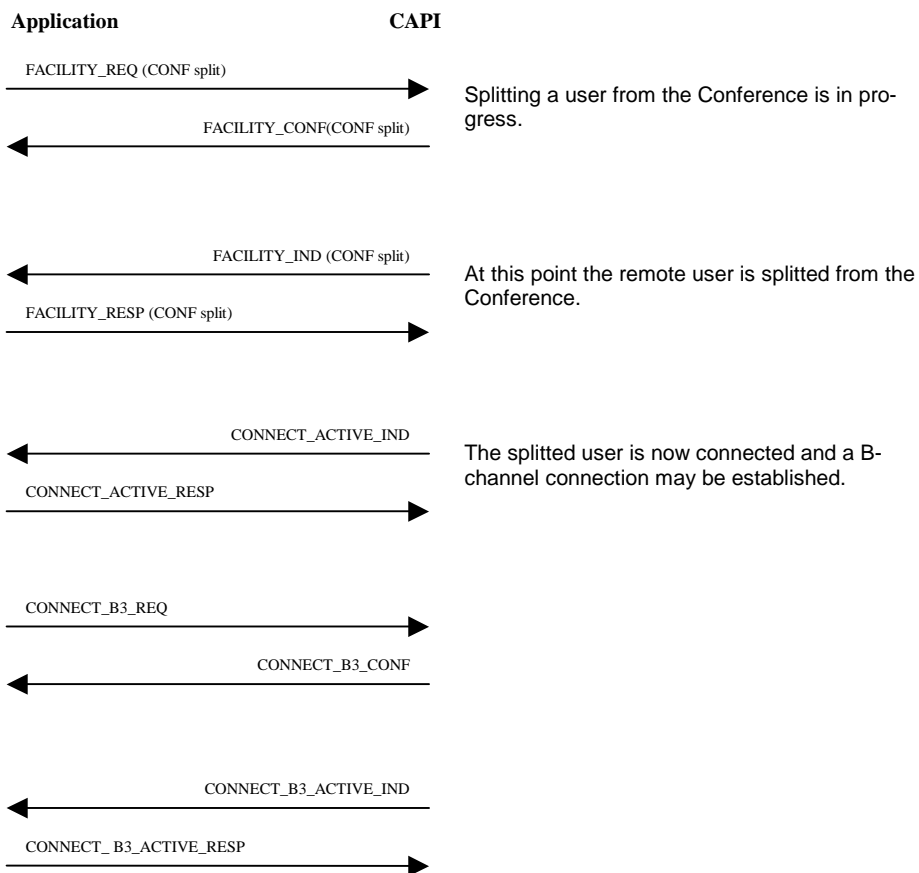 Application CAPI
FACILITY_REQ (CONF split)
Splitting a user from the Conference is in pro-
gress.
FACILITY_CONF(CONF split)
FACILITY_IND (CONF split)
At this point the remote user is splitted from the
Conference.
FACILITY_RESP (CONF split)
CONNECT_ACTIVE_IND
The splitted user is now connected and a B-
channel connection may be established.
CONNECT_ACTIVE_RESP
CONNECT_B3_REQ
CONNECT_B3_CONF
CONNECT_B3_ACTIVE_IND
CONNECT_ B3_ACTIVE_RESP